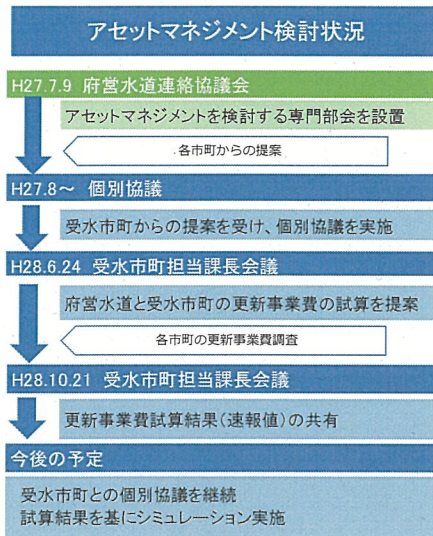 アセットマネジメント検討状況
H27.7.9 府営水道連絡協議会
アセットマネジメントを検討する専門部会を設置
各市町からの提案
H27.8～ 個別協議
受水市町からの提案を受け、個別協議を実施
H28.6.24 受水市町担当課長会議
府営水道と受水市町の更新事業費の試算を提案
各市町の更新事業費調査
H28.10.21 受水市町担当課長会議
更新事業費試算結果(速報値)の共有
今後の予定
受水市町との個別協議を継続
試算結果を基にシミュレーション実施